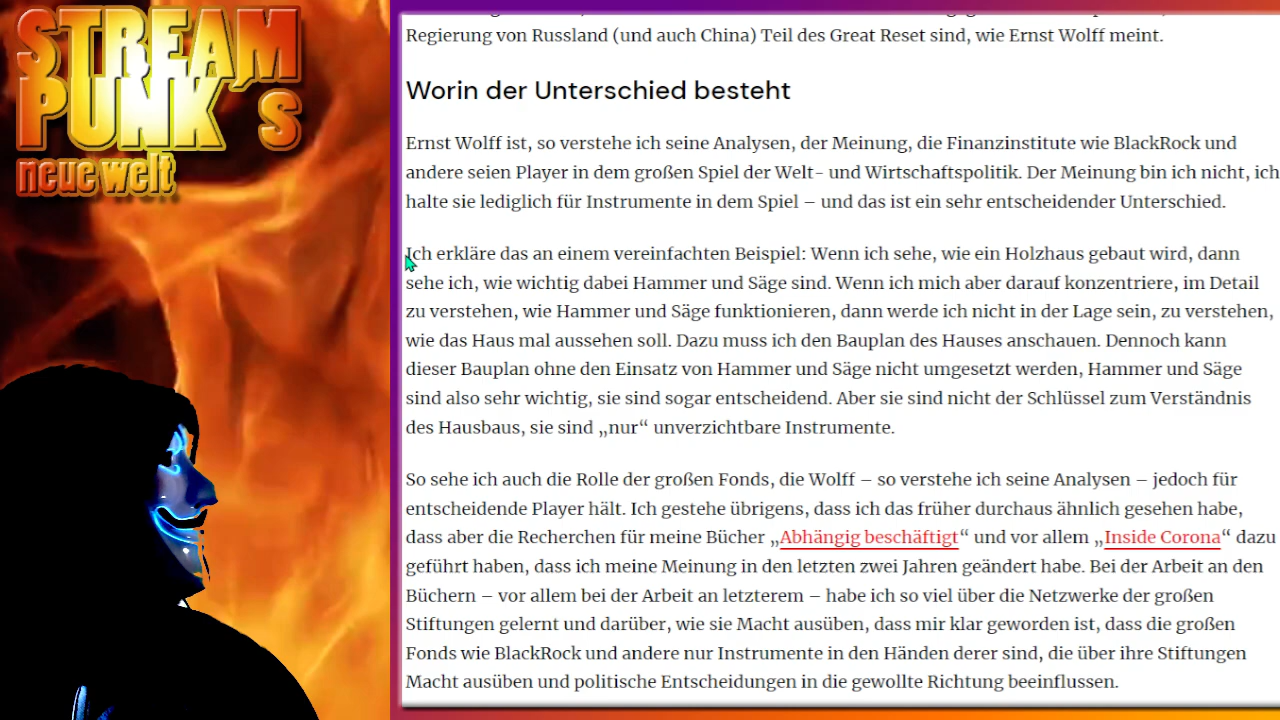 STREAM
PUNK´s
neue welt
Regierung von Russland (und auch China) Teil des Great Reset sind, wie Ernst Wolff meint.
Worin der Unterschied besteht
Ernst Wolff ist, so verstehe ich seine Analysen, der Meinung, die Finanzinstitute wie BlackRock und
andere seien Player in dem großen Spiel der Welt- und Wirtschaftspolitik. Der Meinung bin ich nicht, ich
halte sie lediglich für Instrumente in dem Spiel – und das ist ein sehr entscheidender Unterschied.
Ich erkläre das an einem vereinfachten Beispiel: Wenn ich sehe, wie ein Holzhaus gebaut wird, dann
sehe ich, wie wichtig dabei Hammer und Säge sind. Wenn ich mich aber darauf konzentriere, im Detail
zu verstehen, wie Hammer und Säge funktionieren, dann werde ich nicht in der Lage sein, zu verstehen,
wie das Haus mal aussehen soll. Dazu muss ich den Bauplan des Hauses anschauen. Dennoch kann
dieser Bauplan ohne den Einsatz von Hammer und Säge nicht umgesetzt werden, Hammer und Säge
sind also sehr wichtig, sie sind sogar entscheidend. Aber sie sind nicht der Schlüssel zum Verständnis
des Hausbaus, sie sind „nur“ unverzichtbare Instrumente.
So sehe ich auch die Rolle der großen Fonds, die Wolff – so verstehe ich seine Analysen – jedoch für
entscheidende Player hält. Ich gestehe übrigens, dass ich das früher durchaus ähnlich gesehen habe,
dass aber die Recherchen für meine Bücher „Abhängig beschäftigt“ und vor allem „Inside Corona“ dazu
geführt haben, dass ich meine Meinung in den letzten zwei Jahren geändert habe. Bei der Arbeit an den
Büchern – vor allem bei der Arbeit an letzterem – habe ich so viel über die Netzwerke der großen
Stiftungen gelernt und darüber, wie sie Macht ausüben, dass mir klar geworden ist, dass die großen
Fonds wie BlackRock und andere nur Instrumente in den Händen derer sind, die über ihre Stiftungen
Macht ausüben und politische Entscheidungen in die gewollte Richtung beeinflussen.